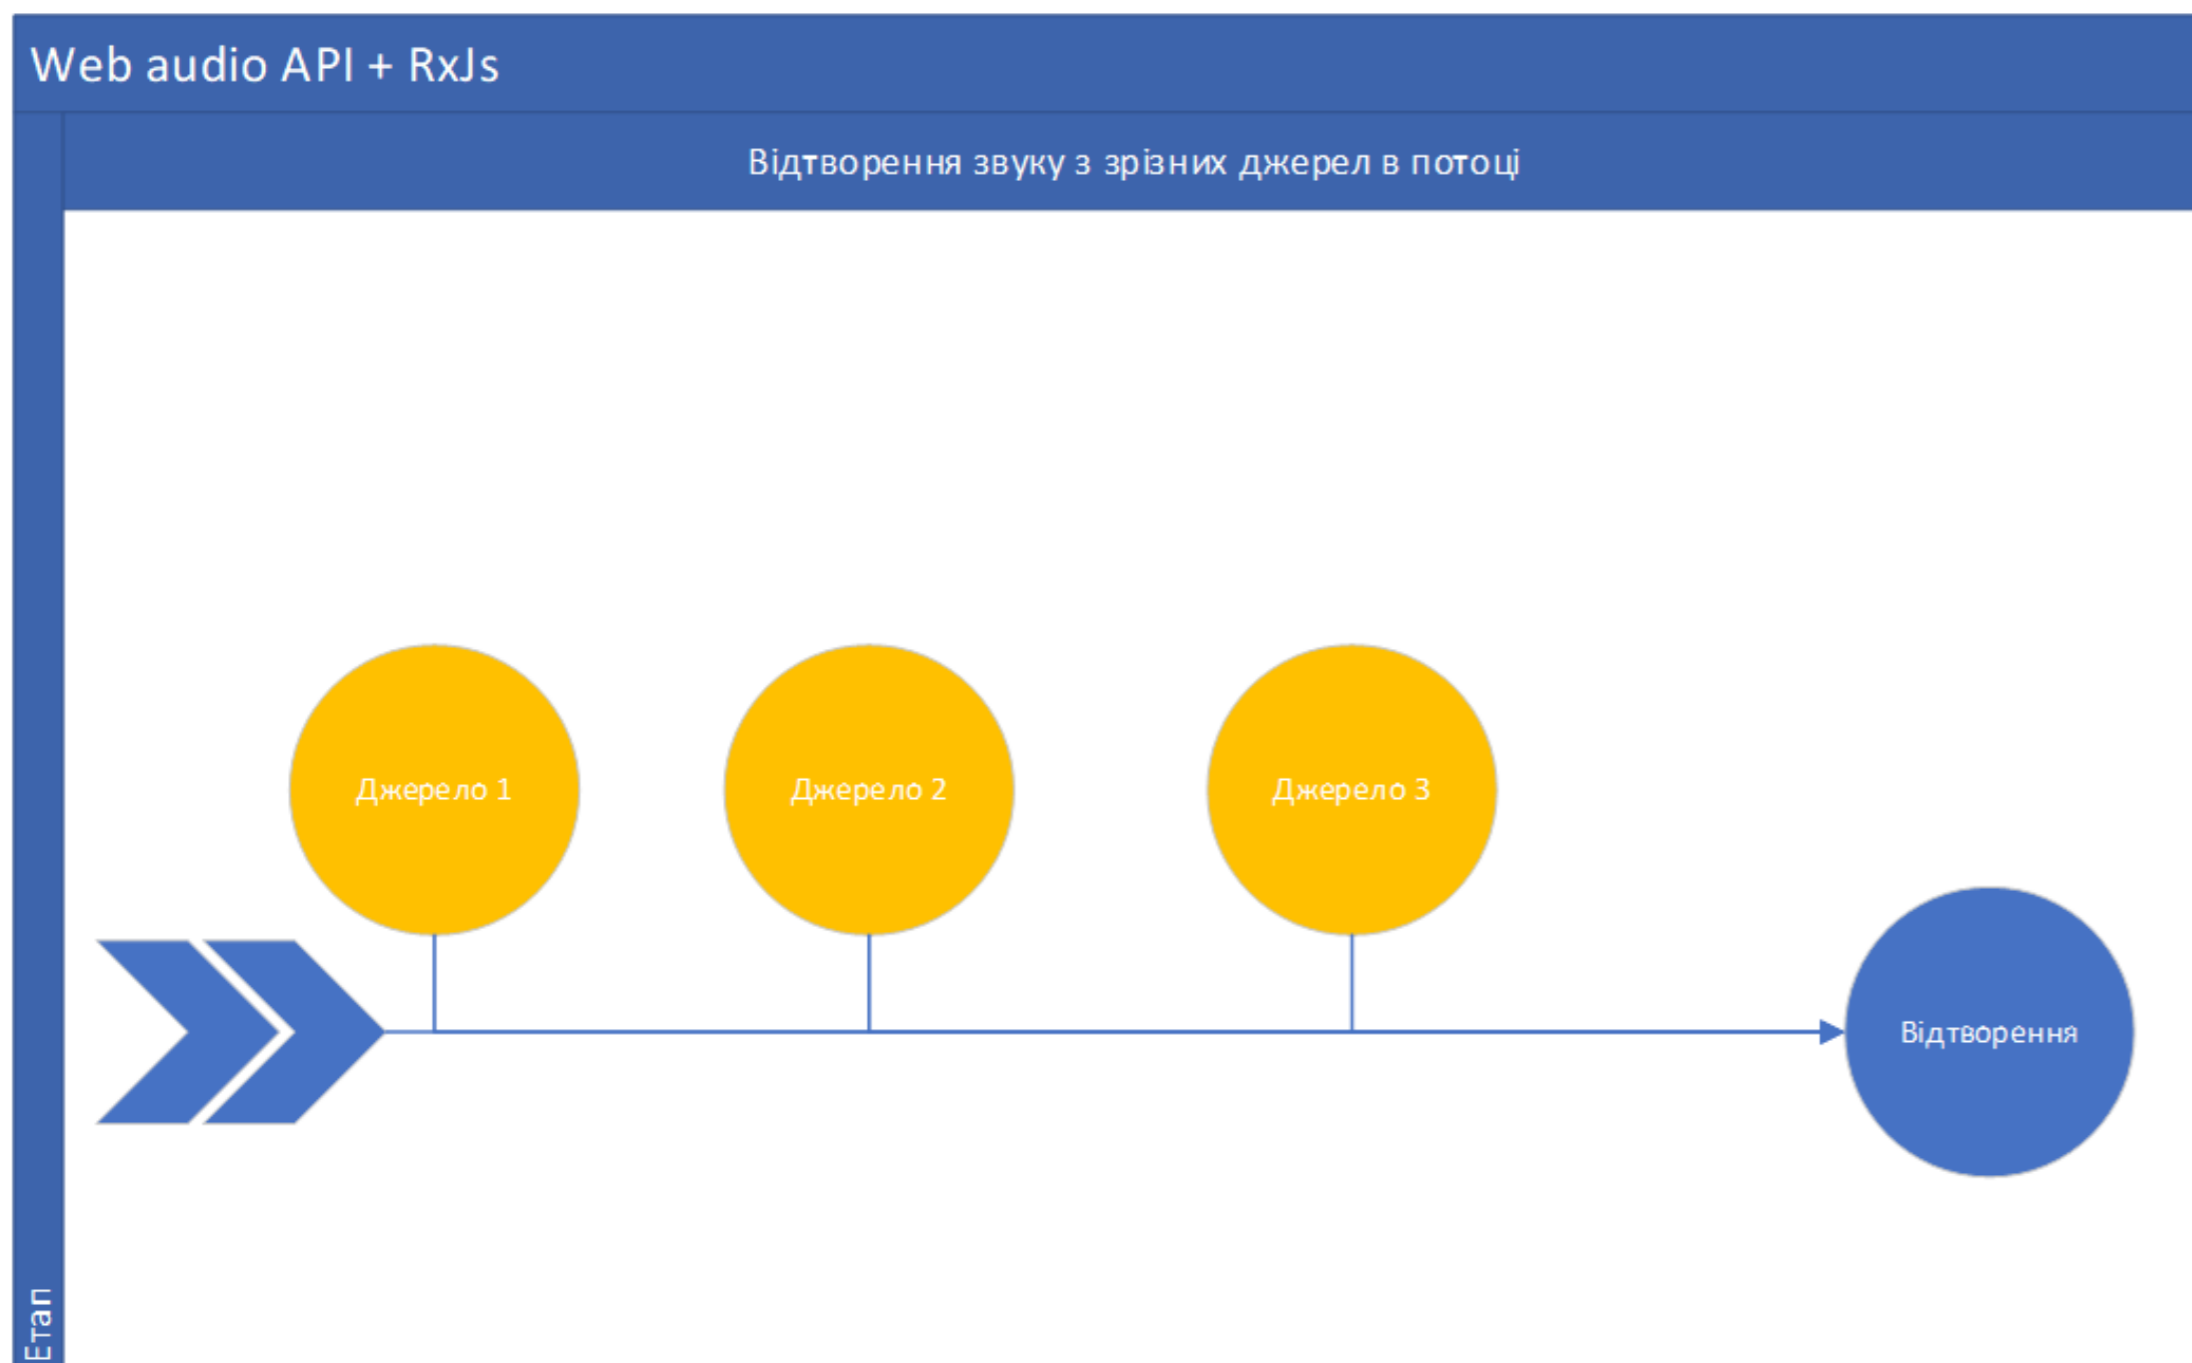 Web audio API + RxJs
Відтворення звуку з зрізних джерел в потоці
Джерело 1
Джерело 2
Джерело 3
Відтворення
Етап